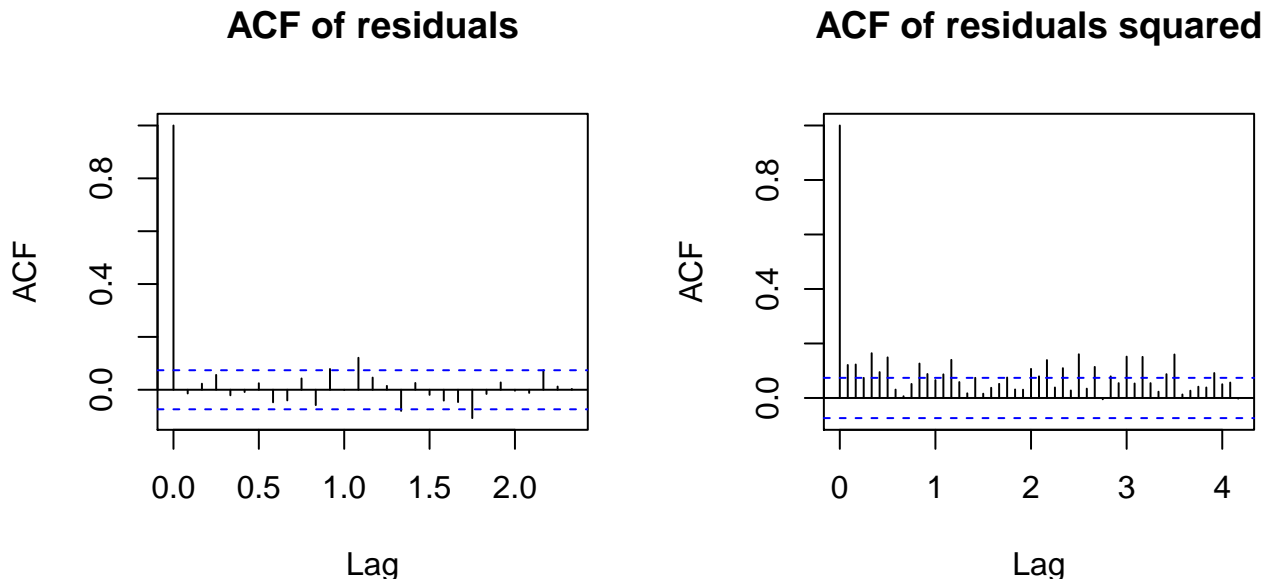 ACF of residuals
ACF
0.0 0.4 0.8
0.0 0.5 1.0 1.5 2.0
Lag
ACF of residuals squared
ACF
0.0 0.4 0.8
0 1 2 3 4
Lag